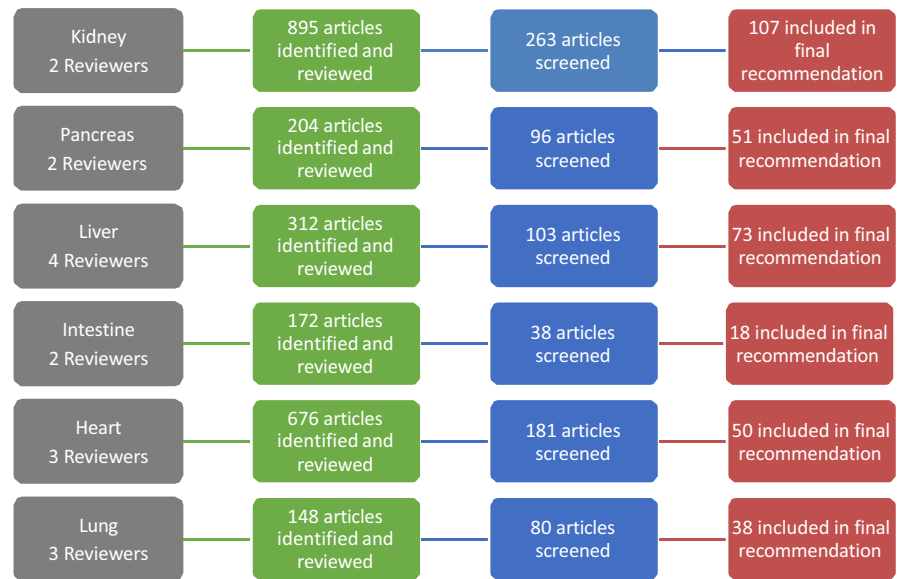 Kidney
2 Reviewers
895 articles
identified and
reviewed
263 articles
screened
107 included in
final
recommendation
Pancreas
2 Reviewers
204 articles
identified and
reviewed
96 articles
screened
51 included in final
recommendation
Liver
4 Reviewers
312 articles
identified and
reviewed
103 articles
screened
73 included in final
recommendation
Intestine
2 Reviewers
172 articles
identified and
reviewed
38 articles
screened
18 included in final
recommendation
Heart
3 Reviewers
676 articles
identified and
reviewed
181 articles
screened
50 included in final
recommendation
Lung
3 Reviewers
148 articles
identified and
reviewed
80 articles
screened
38 included in final
recommendation